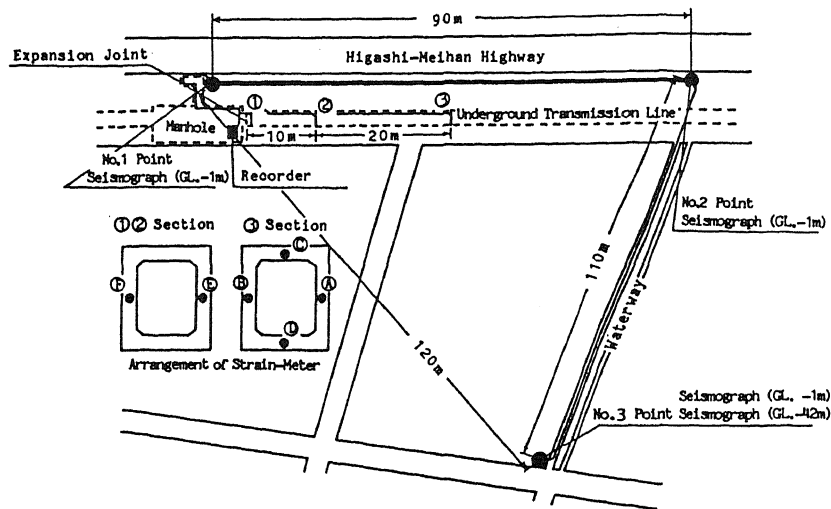 90m
Higashi-Meihan Highway
Expansion Joint
① ② ③
Underground Transmission Line
Manhole
10m 20m
No.1 Point
Seismograph (GL.-1m)
Recorder
No.2 Point
Seismograph (GL.-1m)
①② Section ③ Section
Ⓒ
Ⓕ Ⓔ Ⓑ Ⓐ
Ⓓ
Arrangement of Strain-Meter
110m
Waterway
120m
Seismograph (GL. -1m)
No.3 Point Seismograph (GL.-42m)